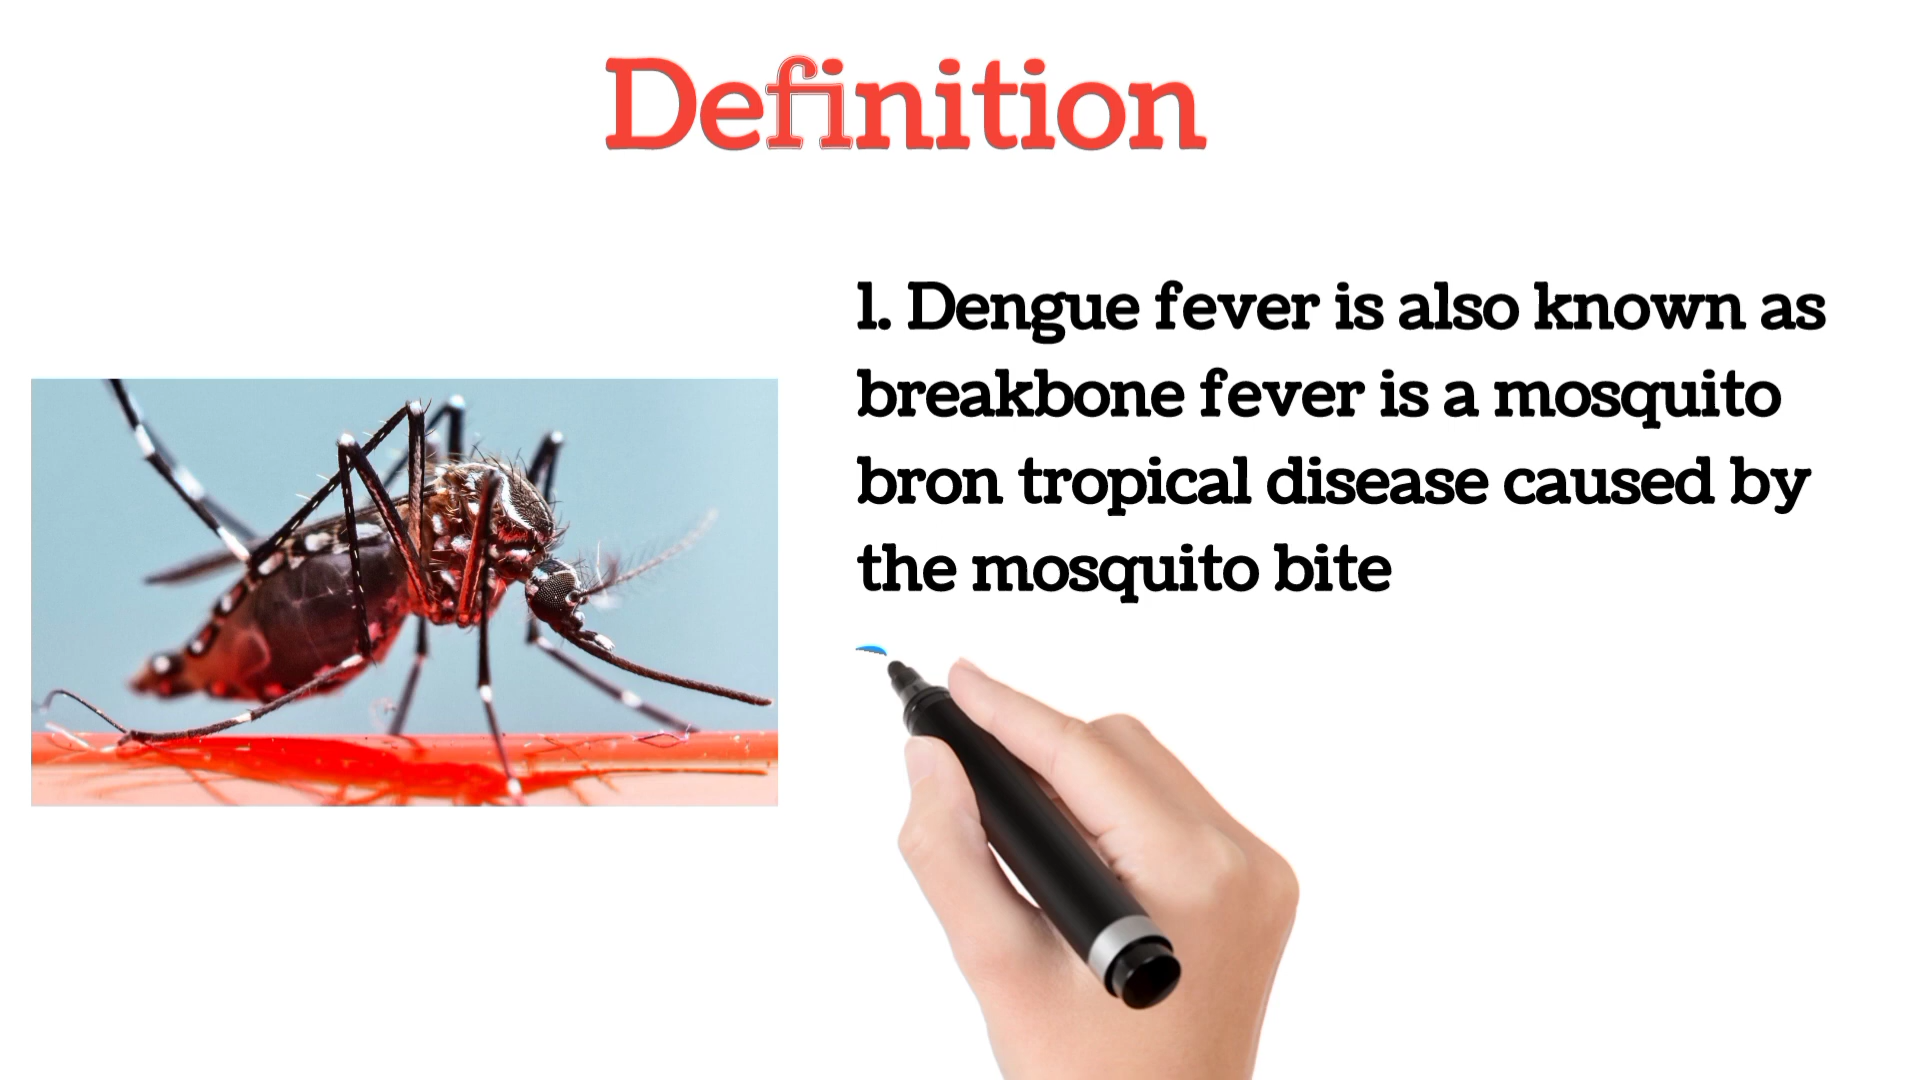 Definition
1. Dengue fever is also known as
breakbone fever is a mosquito
bron tropical disease caused by
the mosquito bite